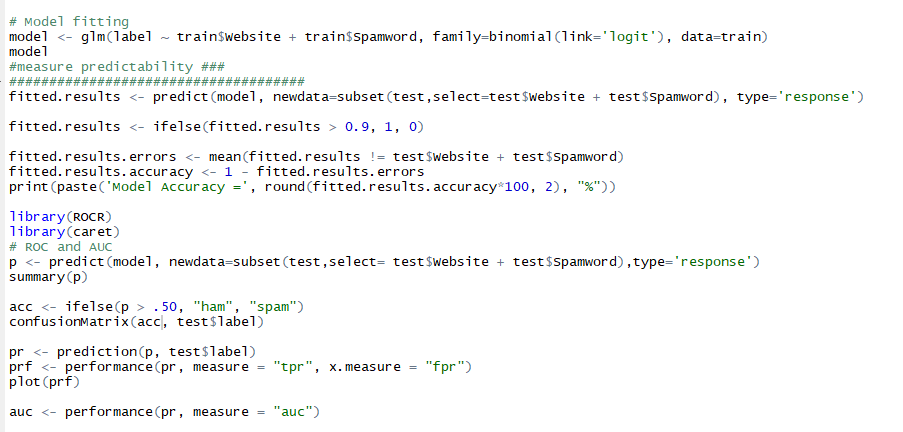 # Model fitting
model <- glm(label ~ train$Website + train$Spamword, family=binomial(link='logit'), data=train)
model
#measure predictability ###
#####################################
fitted.results <- predict(model, newdata=subset(test,select=test$Website + test$Spamword), type='response')
fitted.results <- ifelse(fitted.results > 0.9, 1, 0)
fitted.results.errors <- mean(fitted.results != test$Website + test$Spamword)
fitted.results.accuracy <- 1 - fitted.results.errors
print(paste('Model Accuracy =', round(fitted.results.accuracy*100, 2), "%"))
library(ROCR)
library(caret)
# ROC and AUC
p <- predict(model, newdata=subset(test,select= test$Website + test$Spamword),type='response')
summary(p)
acc <- ifelse(p > .50, "ham", "spam")
confusionMatrix(acc, test$label)
pr <- prediction(p, test$label)
prf <- performance(pr, measure = "tpr", x.measure = "fpr")
plot(prf)
auc <- performance(pr, measure = "auc")